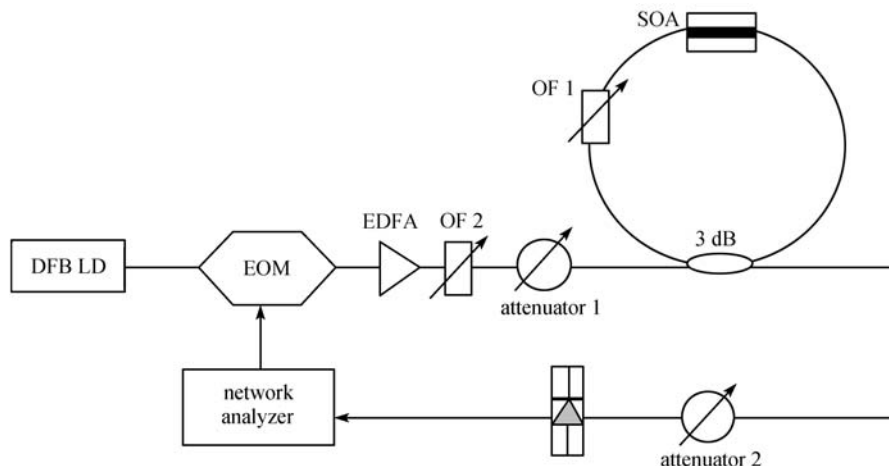 SOA
OF 1
EDFA
OF 2
3 dB
DFB LD
EOM
attenuator 1
network
analyzer
attenuator 2